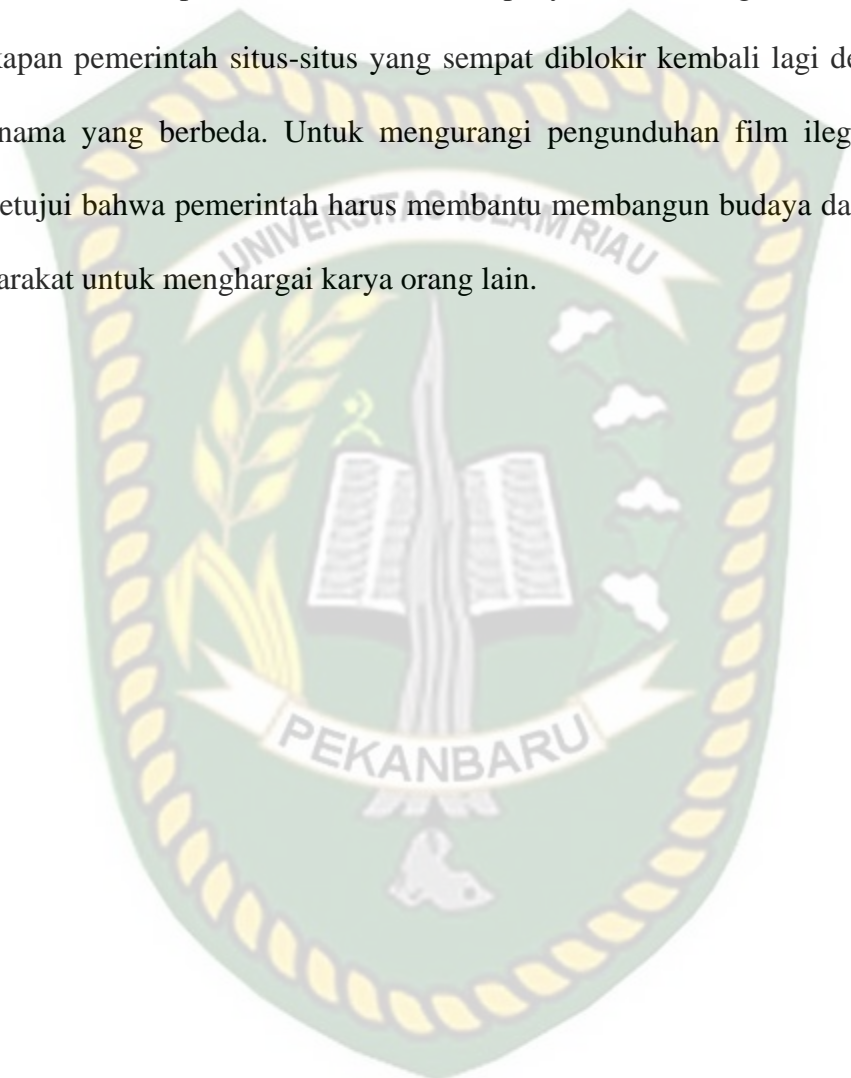 kapan pemerintah situs-situs yang sempat diblokir kembali lagi de
nama yang berbeda. Untuk mengurangi pengunduhan film ileg
etujui bahwa pemerintah harus membantu membangun budaya da
arakat untuk menghargai karya orang lain.
UNIVERSITAS ISLAM RIAU
PEKANBARU